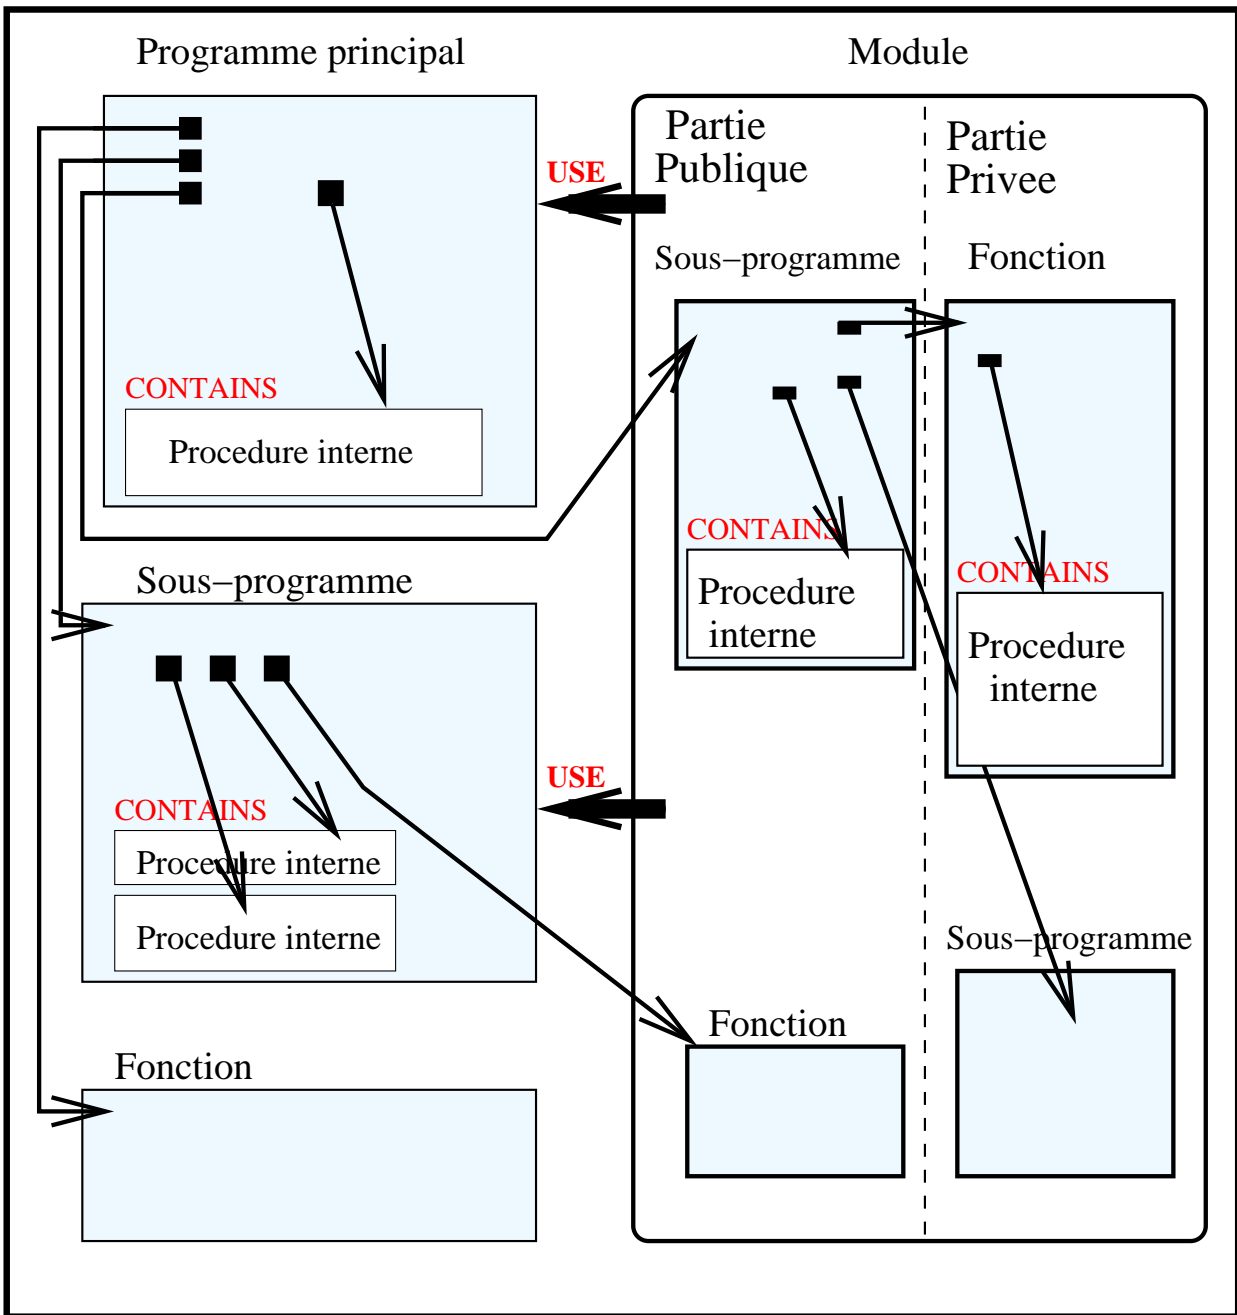 Programme principal
Module
Partie
Publique
Partie
Privee
USE
Sous−programme
Fonction
CONTAINS
Procedure interne
CONTAINS
Procedure
interne
CONTAINS
Procedure
interne
Sous−programme
USE
CONTAINS
Procedure interne
Procedure interne
Sous−programme
Fonction
Fonction